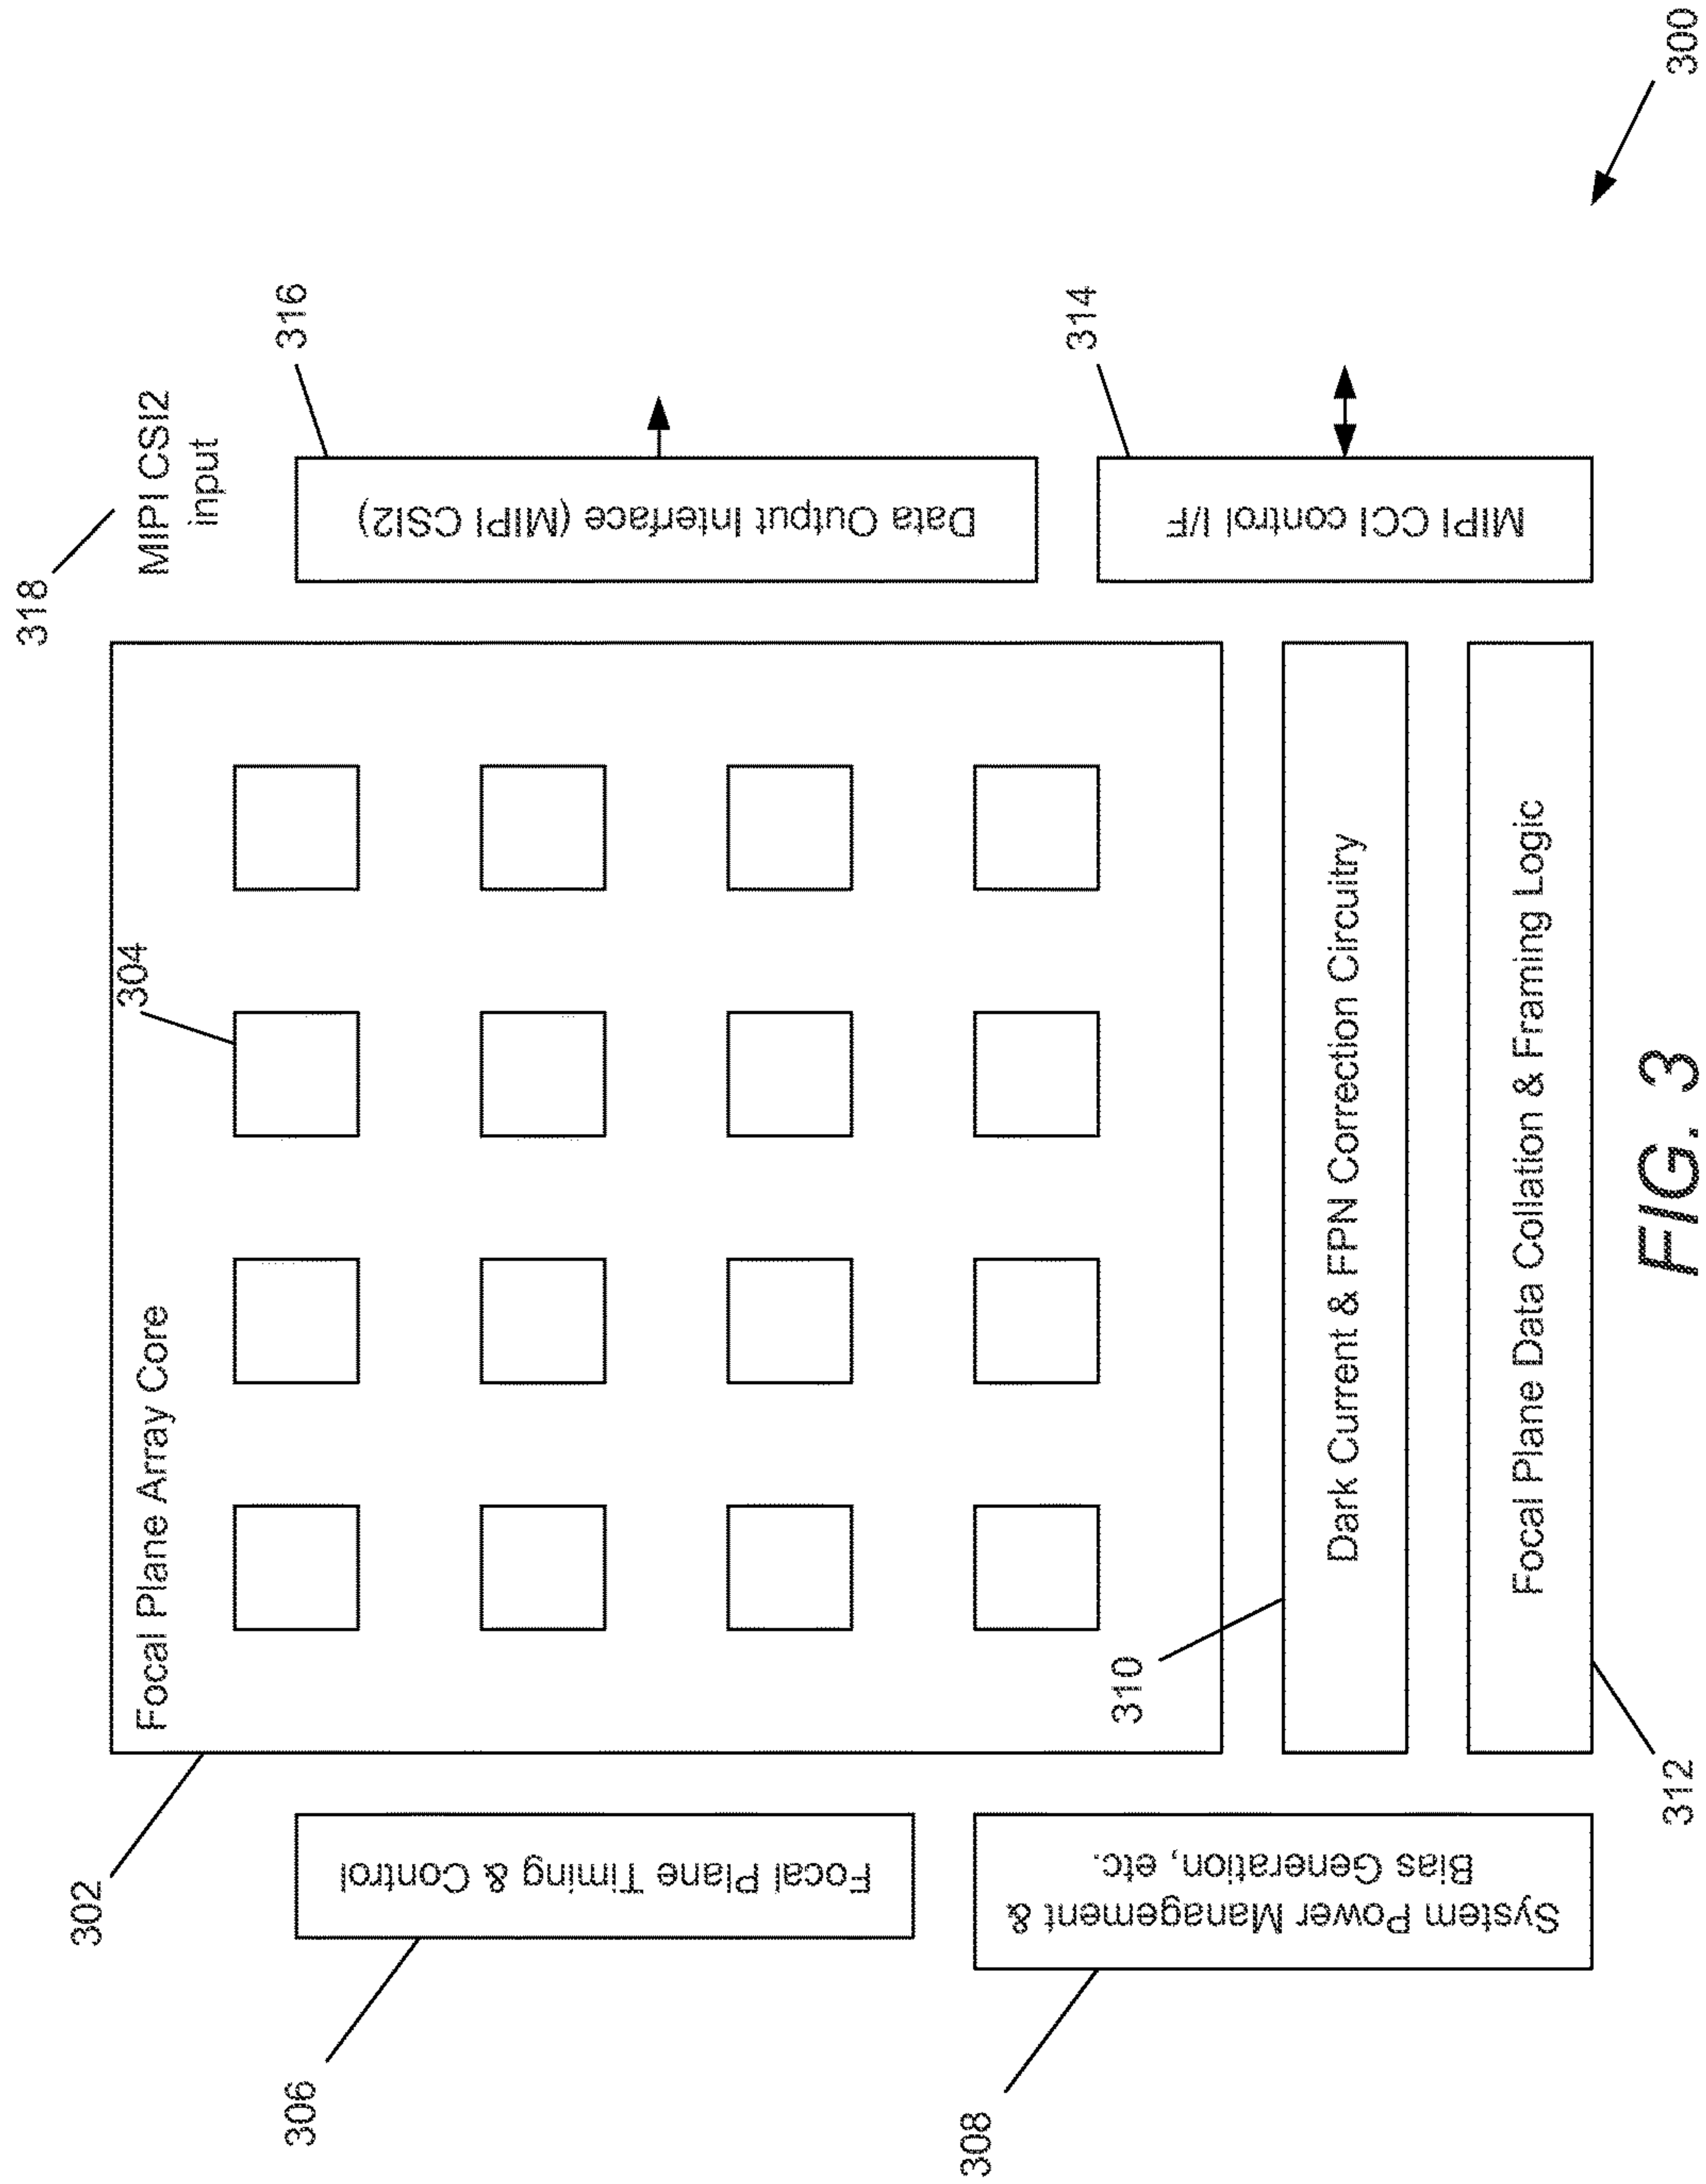 318
MIPI CSI2
input
316
Data Output Interface (MIPI CSI2)
314
MIPI CCI control I/F
300
304
Focal Plane Array Core
302
306
Focal Plane Timing & Control
308
System Power Management &
Bias Generation, etc.
310
Dark Current & FPN Correction Circuitry
312
Focal Plane Data Collation & Framing Logic
FIG. 3